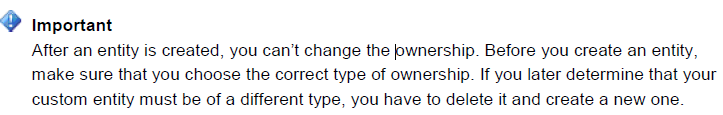 Important
After an entity is created, you can't change the ownership. Before you create an entity,
make sure that you choose the correct type of ownership. If you later determine that your
custom entity must be of a different type, you have to delete it and create a new one.